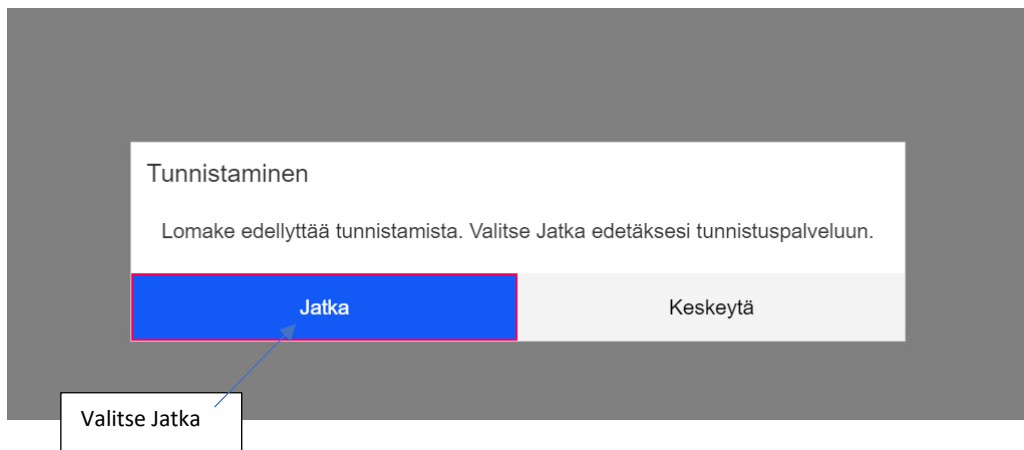 Tunnistaminen
Lomake edellyttää tunnistamista. Valitse Jatka edetäksesi tunnistuspalveluun.
Jatka
Keskeytä
Valitse Jatka